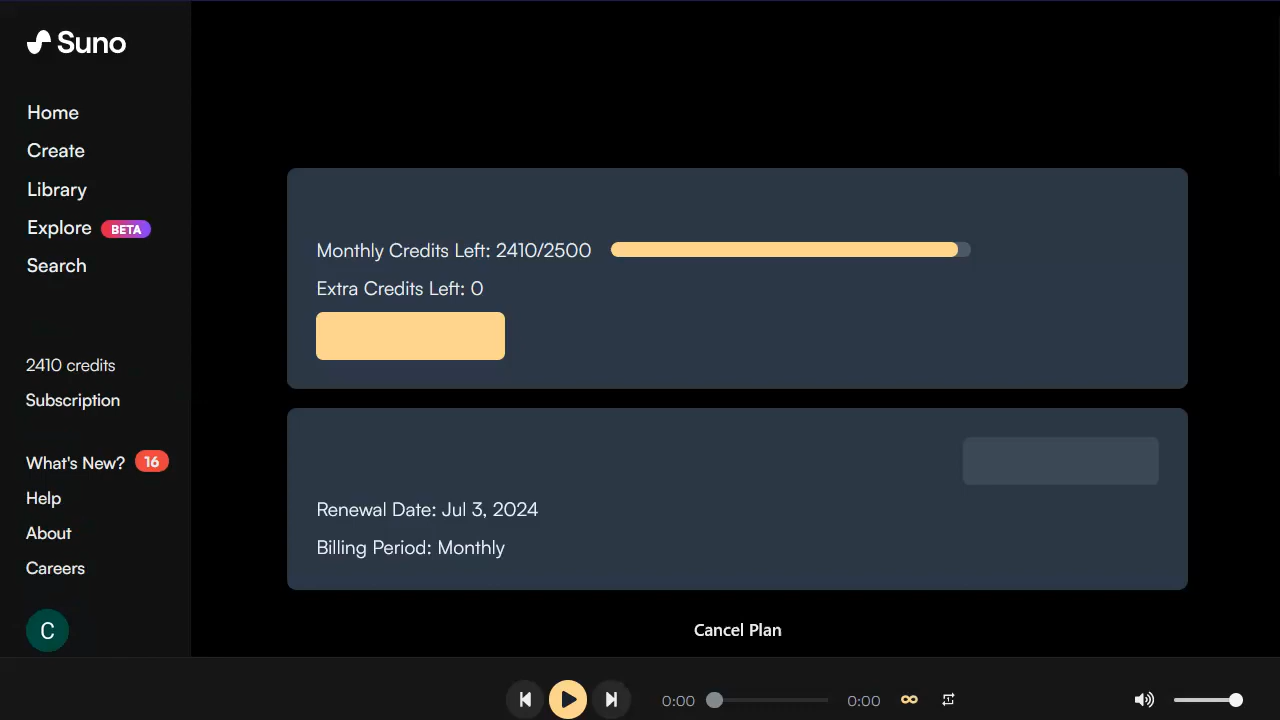 Suno
Home
Create
Library
Explore BETA
Search
2410 credits
Subscription
What's New? 16
Help
About
Careers
C
Monthly Credits Left: 2410/2500
Extra Credits Left: 0
Renewal Date: Jul 3, 2024
Billing Period: Monthly
Cancel Plan
0:00 0:00